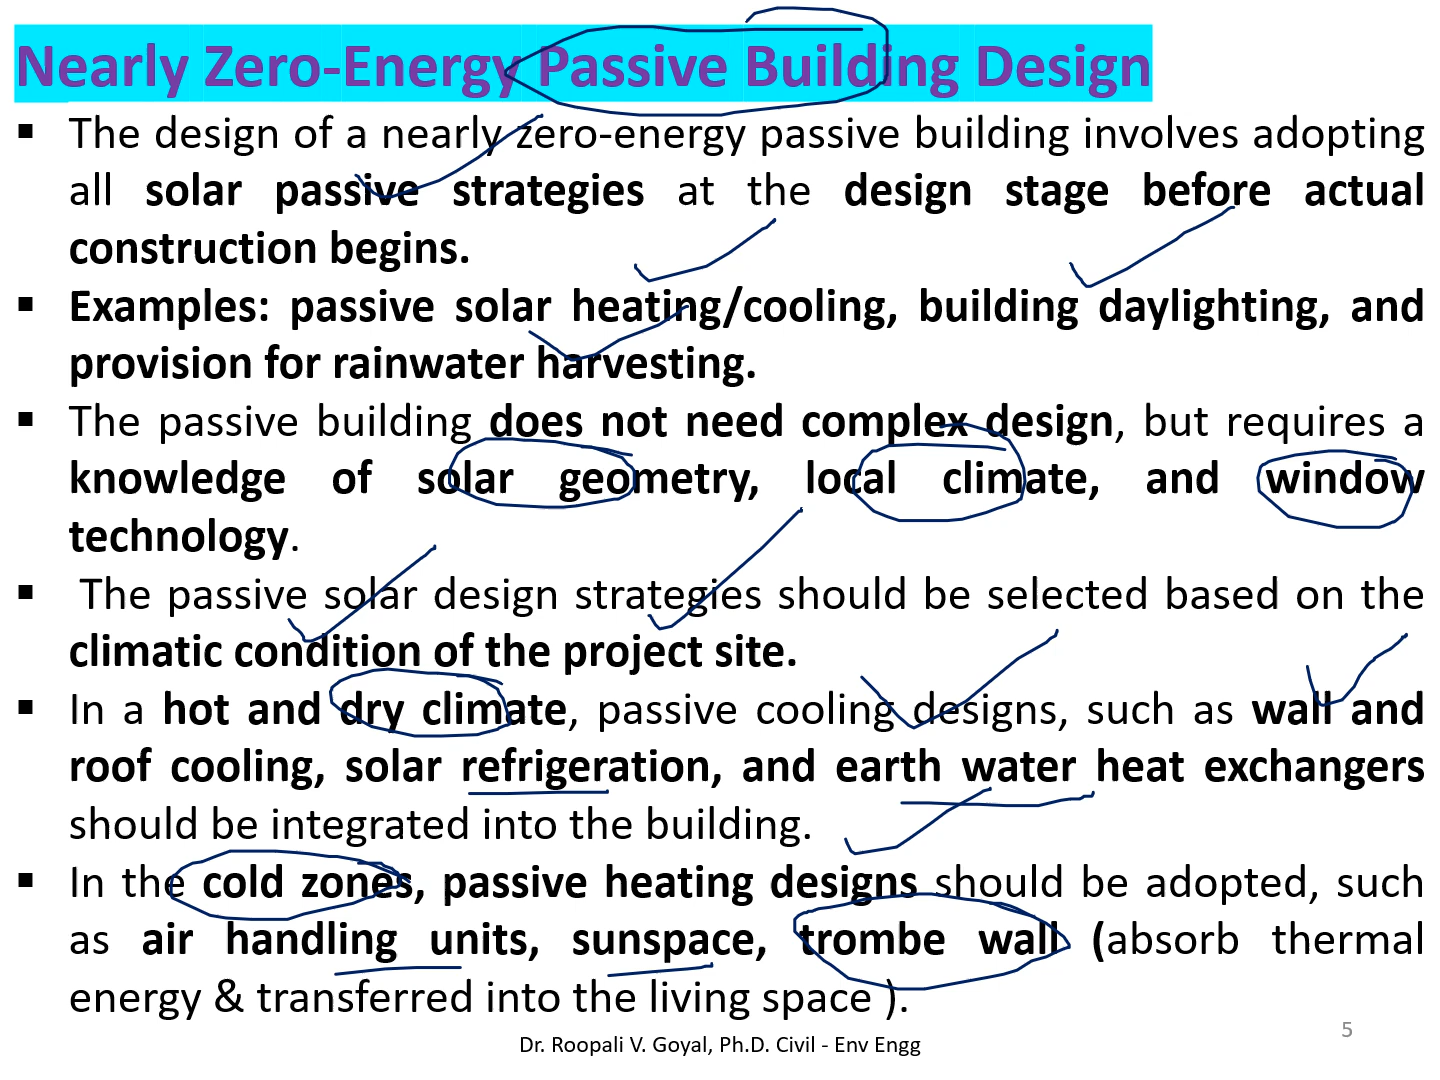 Nearly Zero-Energy Passive Building Design
▪ The design of a nearly zero-energy passive building involves adopting
all solar passive strategies at the design stage before actual
construction begins.
▪ Examples: passive solar heating/cooling, building daylighting, and
provision for rainwater harvesting.
▪ The passive building does not need complex design, but requires a
knowledge of solar geometry, local climate, and window
technology.
▪ The passive solar design strategies should be selected based on the
climatic condition of the project site.
▪ In a hot and dry climate, passive cooling designs, such as wall and
roof cooling, solar refrigeration, and earth water heat exchangers
should be integrated into the building.
▪ In the cold zones, passive heating designs should be adopted, such
as air handling units, sunspace, trombe wall (absorb thermal
energy & transferred into the living space ).
5
Dr. Roopali V. Goyal, Ph.D. Civil - Env Engg